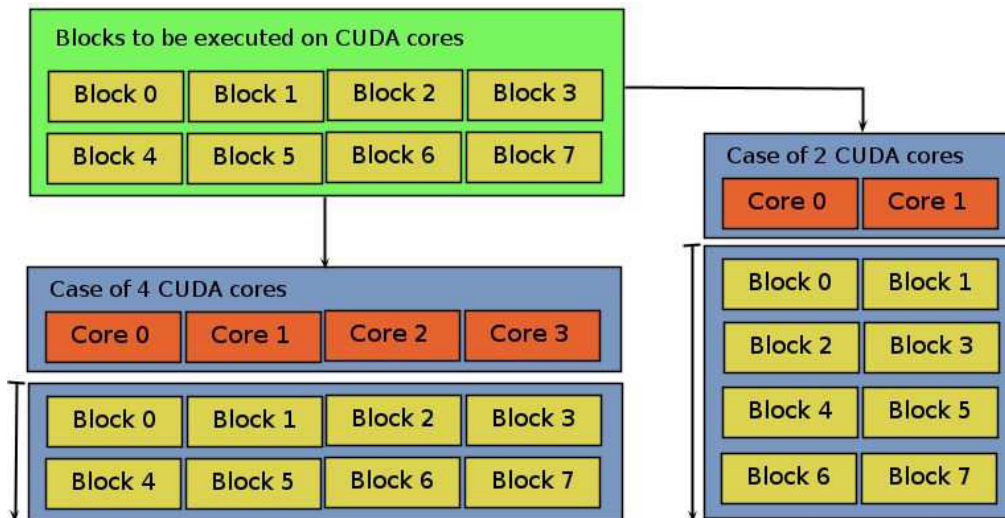 Blocks to be executed on CUDA cores
Block 0 Block 1 Block 2 Block 3
Block 4 Block 5 Block 6 Block 7
Case of 2 CUDA cores
Core 0 Core 1
Block 0 Block 1
Block 2 Block 3
Block 4 Block 5
Block 6 Block 7
Case of 4 CUDA cores
Core 0 Core 1 Core 2 Core 3
Block 0 Block 1 Block 2 Block 3
Block 4 Block 5 Block 6 Block 7